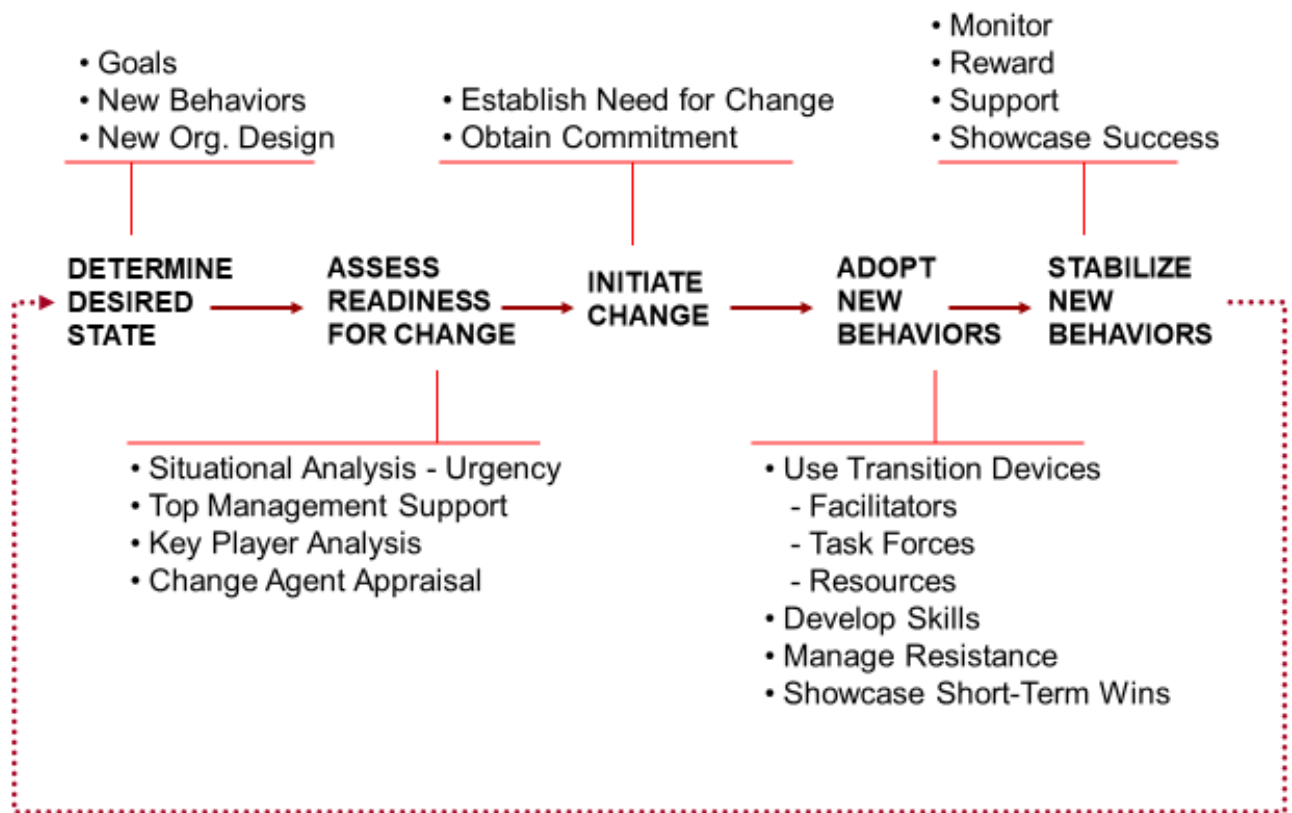 • Goals
• New Behaviors
• New Org. Design
• Establish Need for Change
• Obtain Commitment
• Monitor
• Reward
• Support
• Showcase Success
DETERMINE
DESIRED
STATE
ASSESS
READINESS
FOR CHANGE
INITIATE
CHANGE
ADOPT
NEW
BEHAVIORS
STABILIZE
NEW
BEHAVIORS
• Situational Analysis - Urgency
• Top Management Support
• Key Player Analysis
• Change Agent Appraisal
• Use Transition Devices
- Facilitators
- Task Forces
- Resources
• Develop Skills
• Manage Resistance
• Showcase Short-Term Wins